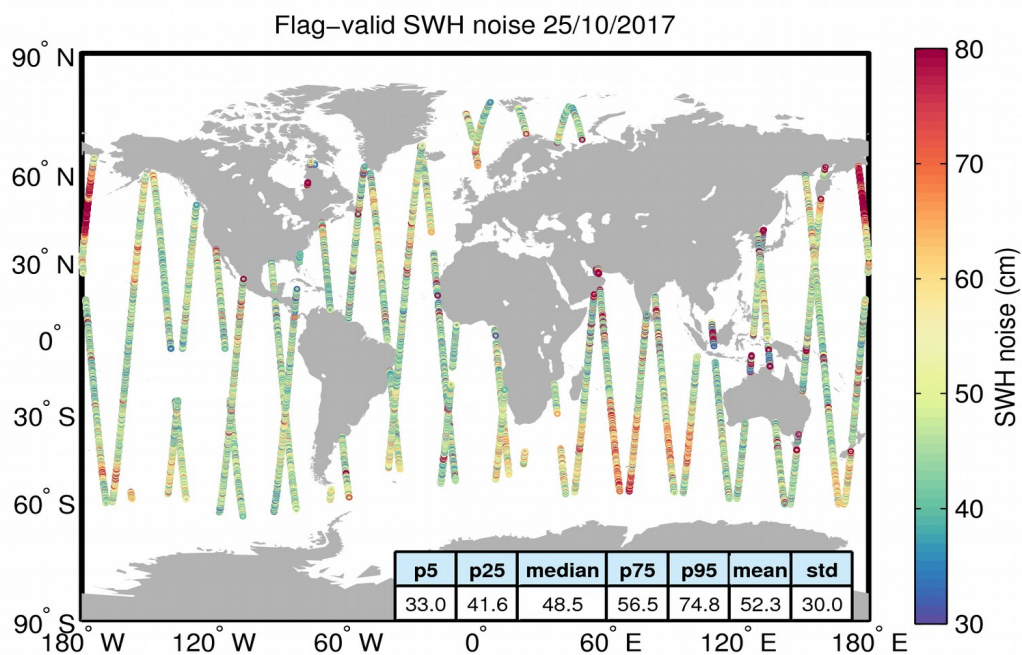 Flag−valid SWH noise 25/10/2017
90° N
60° N
30° N
0°
30° S
60° S
90° S
180° W
120° W
60° W
0°
60° E
120° E
180° E
p5 p25 median p75 p95 mean std
33.0 41.6 48.5 56.5 74.8 52.3 30.0
80
70
60
50
40
30
SWH noise (cm)